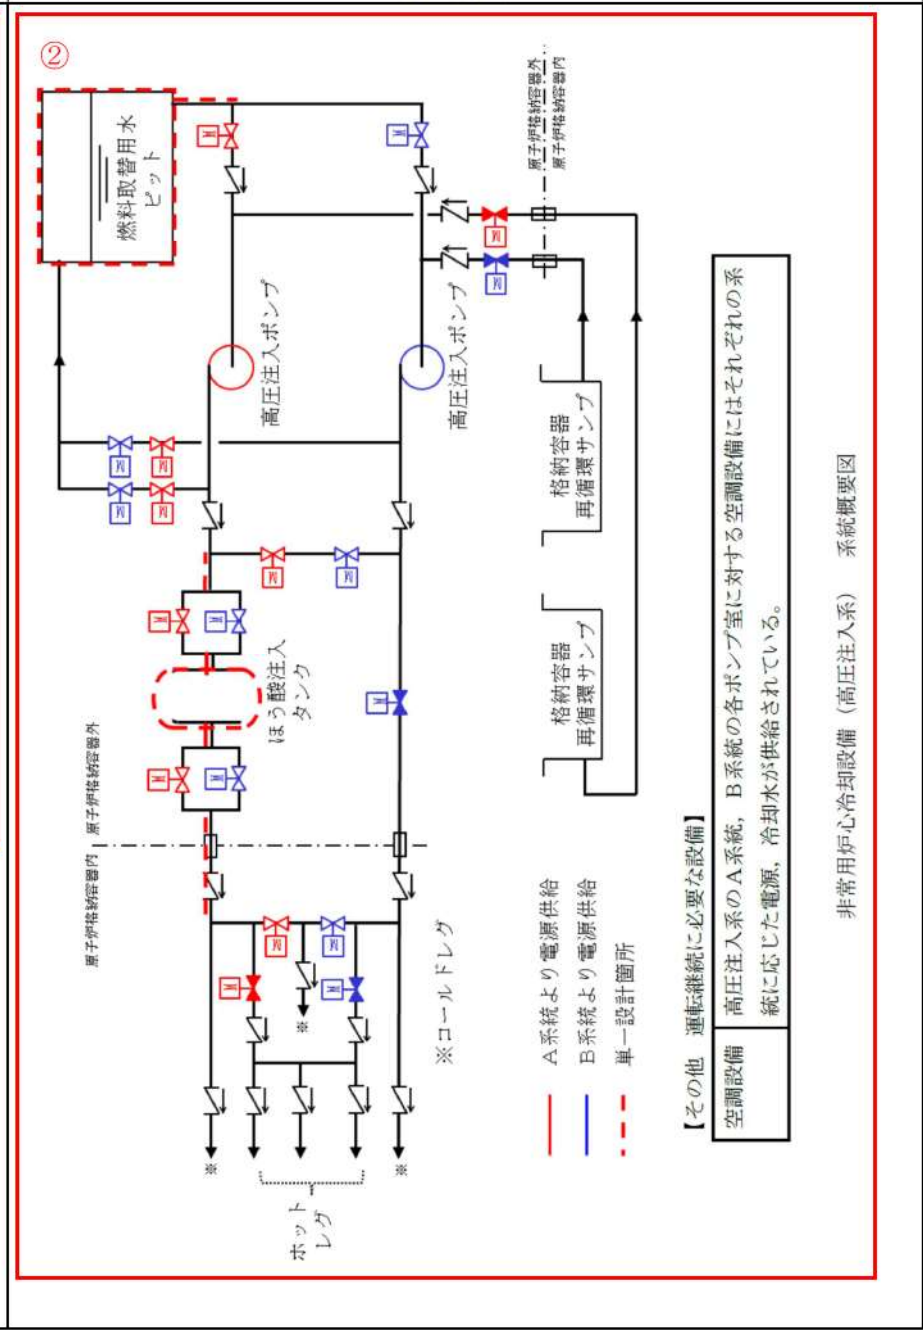 ②
燃料取替用水
ピット
M
M
M
M
M
M
M
M
原子炉格納容器外
原子炉格納容器内
高圧注入ポンプ
高圧注入ポンプ
M
M
M
M
M
M
M
ほう酸注入
タンク
M
M
格納容器
再循環サンプ
格納容器
再循環サンプ
原子炉格納容器内
原子炉格納容器外
M
M
M
M
※
※
※
※コールドレグ
ホット
レグ
A系統より電源供給
B系統より電源供給
単一設計箇所
【その他 運転継続に必要な設備】
空調設備
高圧注入系のA系統，B系統の各ポンプ室に対する空調設備にはそれぞれの系
統に応じた電源，冷却水が供給されている。
非常用炉心冷却設備（高圧注入系） 系統概要図